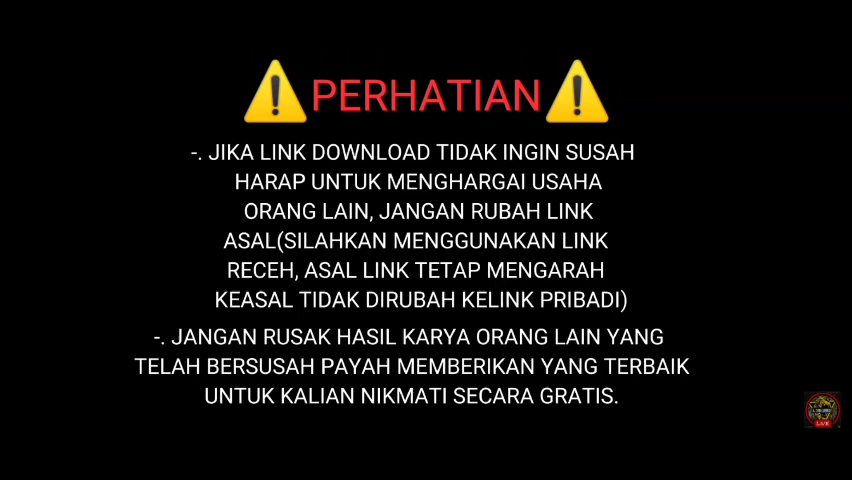 ⚠️PERHATIAN⚠️
-. JIKA LINK DOWNLOAD TIDAK INGIN SUSAH
HARAP UNTUK MENGHARGAI USAHA
ORANG LAIN, JANGAN RUBAH LINK
ASAL(SILAHKAN MENGGUNAKAN LINK
RECEH, ASAL LINK TETAP MENGARAH
KEASAL TIDAK DIRUBAH KELINK PRIBADI)
-. JANGAN RUSAK HASIL KARYA ORANG LAIN YANG
TELAH BERSUSAH PAYAH MEMBERIKAN YANG TERBAIK
UNTUK KALIAN NIKMATI SECARA GRATIS.